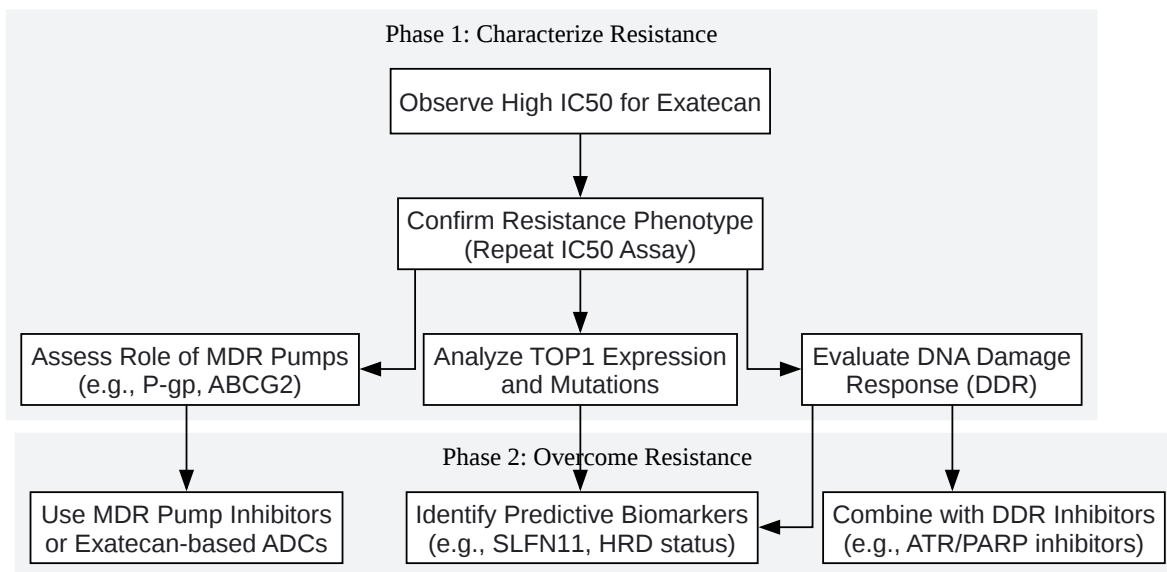 Phase 1: Characterize Resistance
Observe High IC50 for Exatecan
Confirm Resistance Phenotype
(Repeat IC50 Assay)
Assess Role of MDR Pumps
(e.g., P-gp, ABCG2)
Analyze TOP1 Expression
and Mutations
Evaluate DNA Damage
Response (DDR)
Phase 2: Overcome Resistance
Use MDR Pump Inhibitors
or Exatecan-based ADCs
Identify Predictive Biomarkers
(e.g., SLFN11, HRD status)
Combine with DDR Inhibitors
(e.g., ATR/PARP inhibitors)